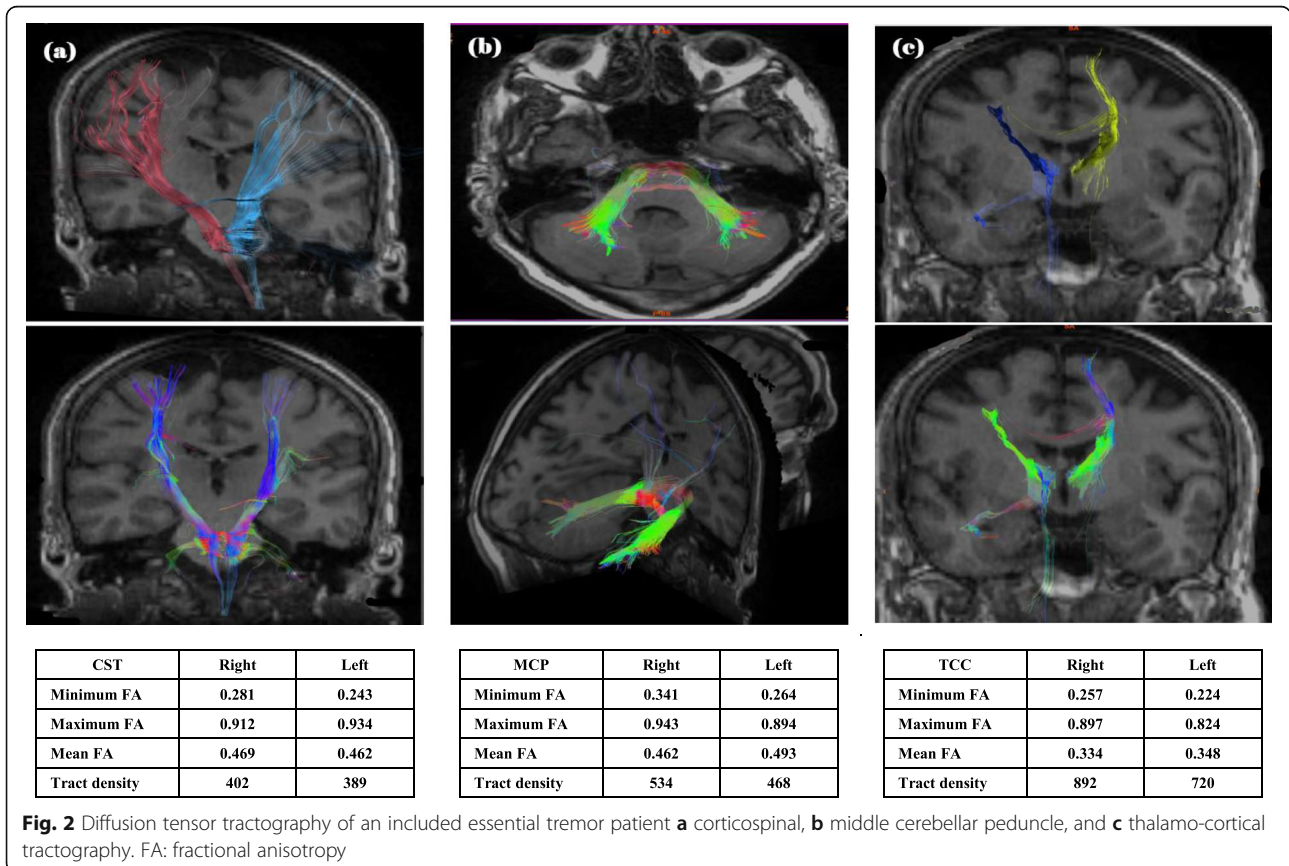 (a)
(b)
(c)
SA
CST Right Left
Minimum FA 0.281 0.243
Maximum FA 0.912 0.934
Mean FA 0.469 0.462
Tract density 402 389
MCP Right Left
Minimum FA 0.341 0.264
Maximum FA 0.943 0.894
Mean FA 0.462 0.493
Tract density 534 468
TCC Right Left
Minimum FA 0.257 0.224
Maximum FA 0.897 0.824
Mean FA 0.334 0.348
Tract density 892 720
Fig. 2 Diffusion tensor tractography of an included essential tremor patient a corticospinal, b middle cerebellar peduncle, and c thalamo-cortical
tractography. FA: fractional anisotropy